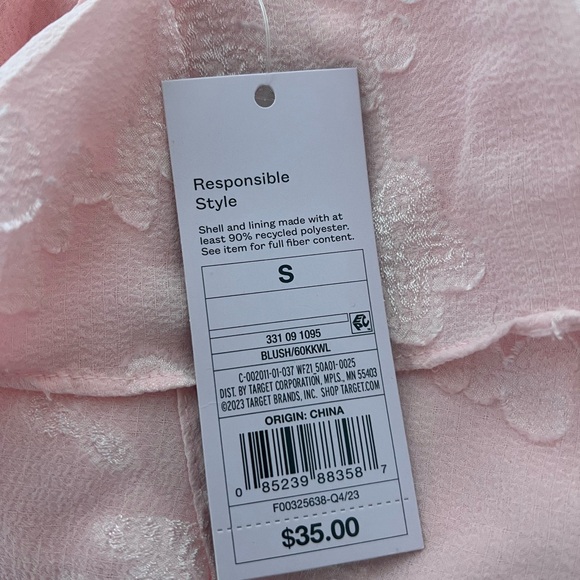 Responsible
Style
Shell and lining made with at
least 90% recycled polyester.
See item for full fiber content.
S
331 09 1095
BLUSH/60KKWL
C-002011-01-037 WF21_50A01-0025
DIST. BY TARGET CORPORATION, MPLS., MN 55403
©2023 TARGET BRANDS, INC. SHOP TARGET.COM
ORIGIN: CHINA
0 85239 88358 7
F00325638-Q4/23
$35.00